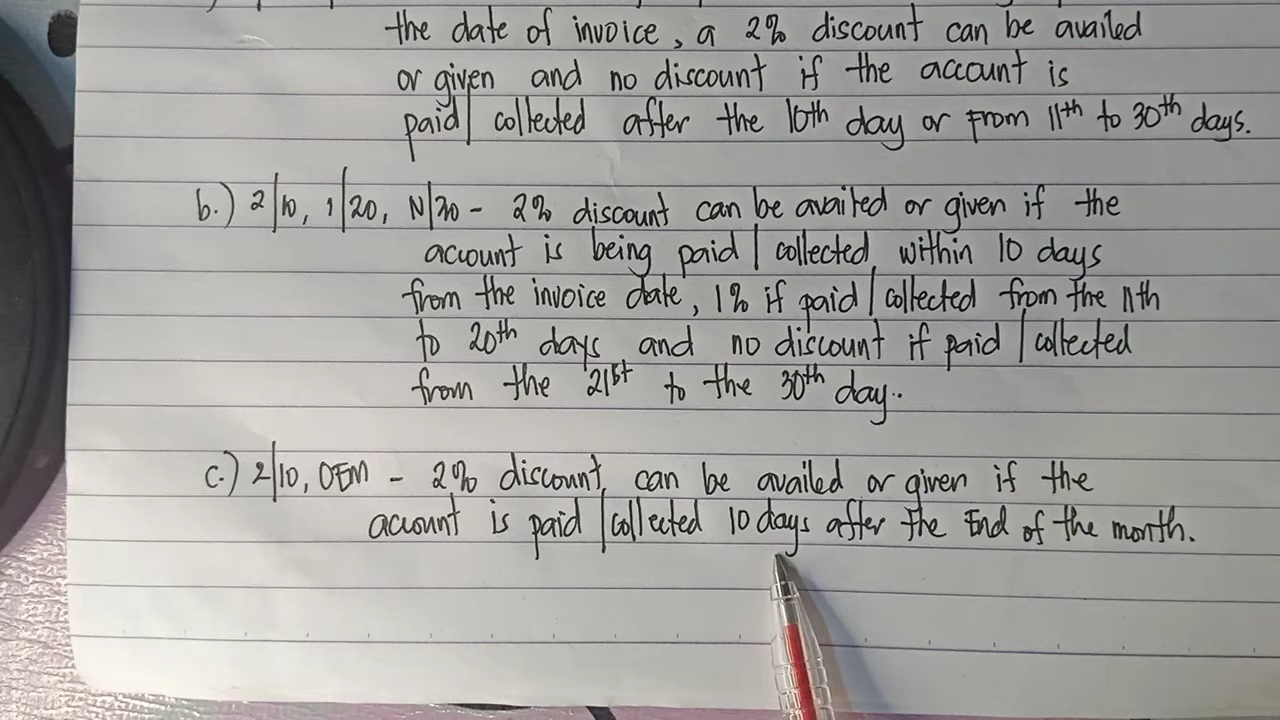 the date of invoice, a 2% discount can be availed
or given and no discount if the account is
paid/collected after the 10th day or from 11th to 30th days.
b.) 2/10, 1/20, N/30 - 2% discount can be availed or given if the
account is being paid/collected within 10 days
from the invoice date, 1% if paid/collected from the 11th
to 20th days and no discount if paid/collected
from the 21st to the 30th day.
c.) 2/10, OEM - 2% discount can be availed or given if the
account is paid/collected 10 days after the End of the month.